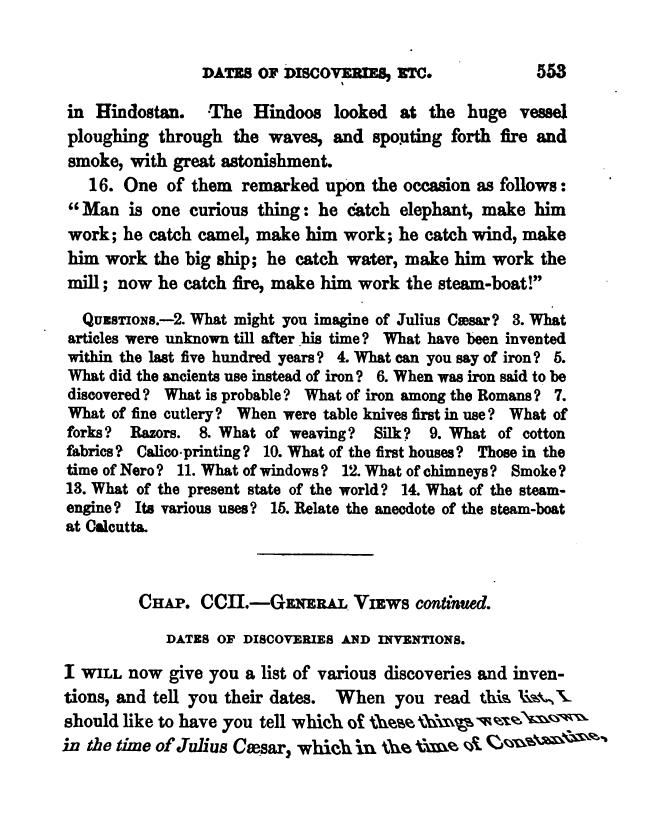 DATES OF DISCOVERIES, ETC. 553
in Hindostan. The Hindoos looked at the huge vessel
ploughing through the waves, and spouting forth fire and
smoke, with great astonishment.
16. One of them remarked upon the occasion as follows:
“Man is one curious thing: he catch elephant, make him
work; he catch camel, make him work; he catch wind, make
him work the big ship; he catch water, make him work the
mill; now he catch fire, make him work the steam-boat!”
QUESTIONS.—2. What might you imagine of Julius Cæsar? 3. What
articles were unknown till after his time? What have been invented
within the last five hundred years? 4. What can you say of iron? 5.
What did the ancients use instead of iron? 6. When was iron said to be
discovered? What is probable? What of iron among the Romans? 7.
What of fine cutlery? When were table knives first in use? What of
forks? Razors. 8. What of weaving? Silk? 9. What of cotton
fabrics? Calico-printing? 10. What of the first houses? Those in the
time of Nero? 11. What of windows? 12. What of chimneys? Smoke?
13. What of the present state of the world? 14. What of the steam-
engine? Its various uses? 15. Relate the anecdote of the steam-boat
at Calcutta.
CHAP. CCII.—GENERAL VIEWS continued.
DATES OF DISCOVERIES AND INVENTIONS.
I WILL now give you a list of various discoveries and inven-
tions, and tell you their dates. When you read this list, I
should like to have you tell which of these things were known
in the time of Julius Cæsar, which in the time of Constantine,